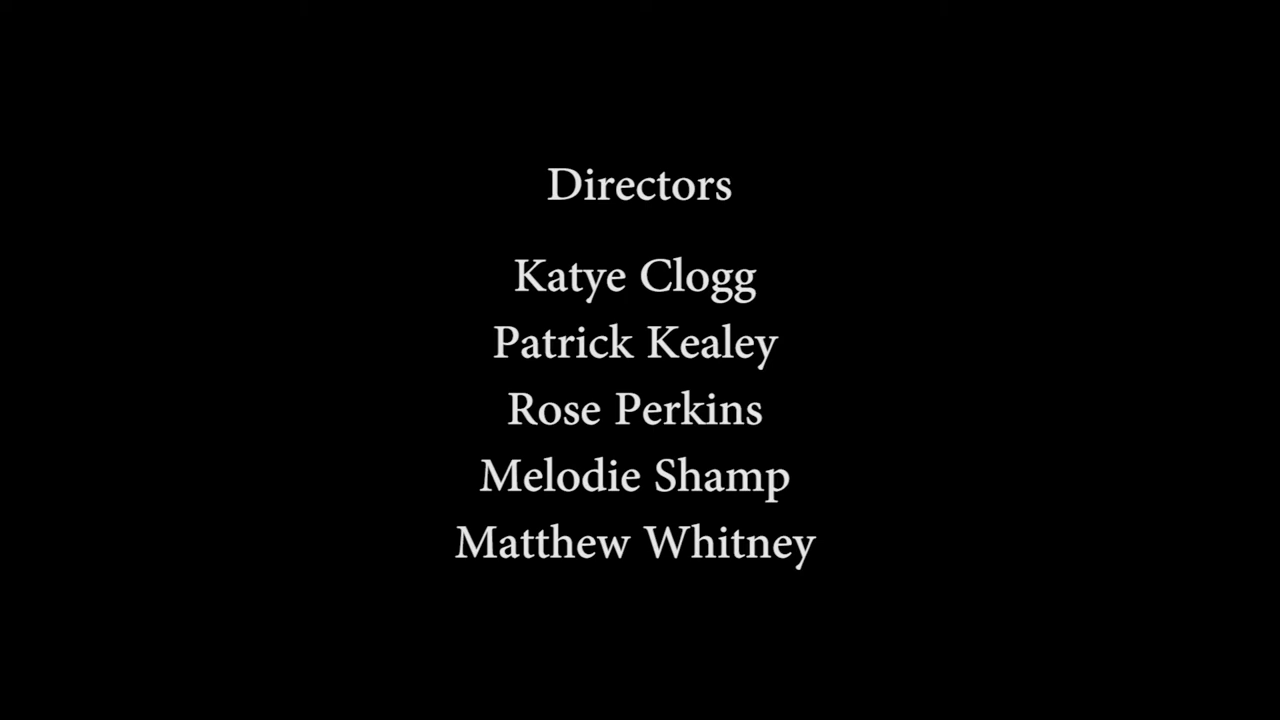 Directors
Katye Clogg
Patrick Kealey
Rose Perkins
Melodie Shamp
Matthew Whitney